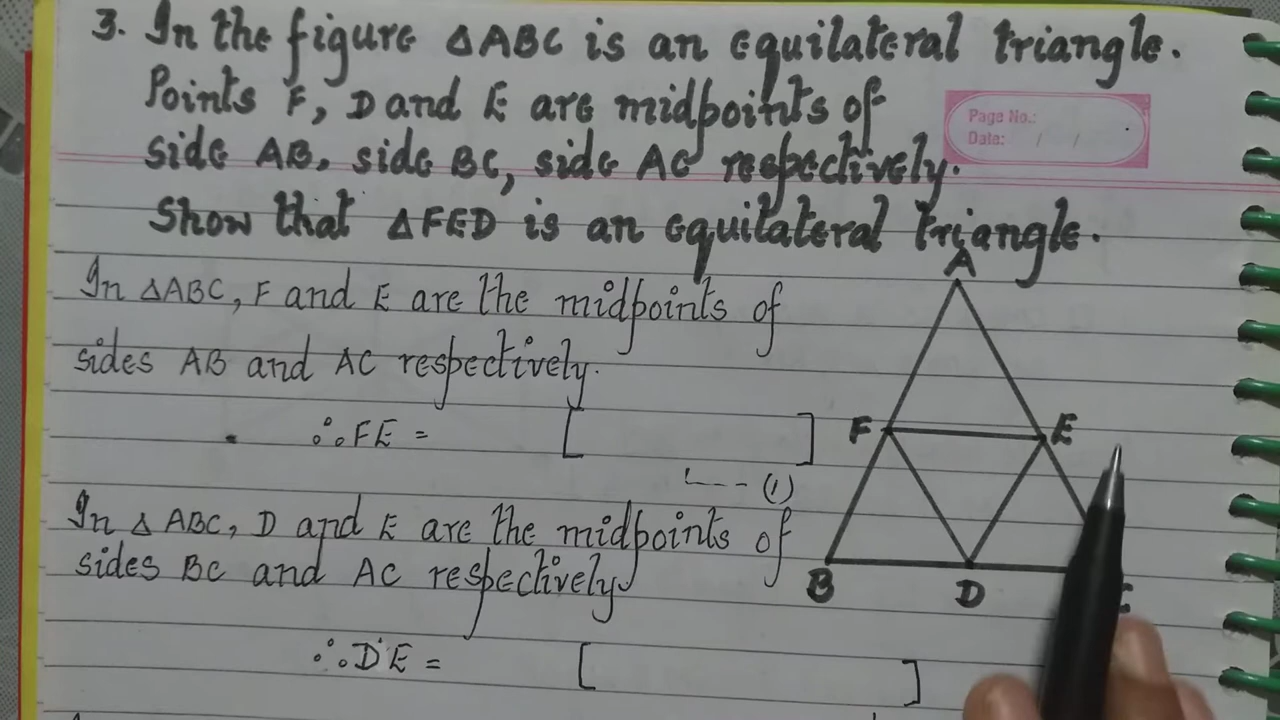 3. In the figure △ABC is an equilateral triangle.
Points F, D and E are midpoints of
side AB, side BC, side AC respectively.
Show that △FED is an equilateral triangle.
Page No.:
Date: / /
In △ABC, F and E are the midpoints of
sides AB and AC respectively.
∴ FE = [ ]
---- (1)
In △ABC, D and E are the midpoints of
sides BC and AC respectively
∴ DE = [ ]
A
F E
B D